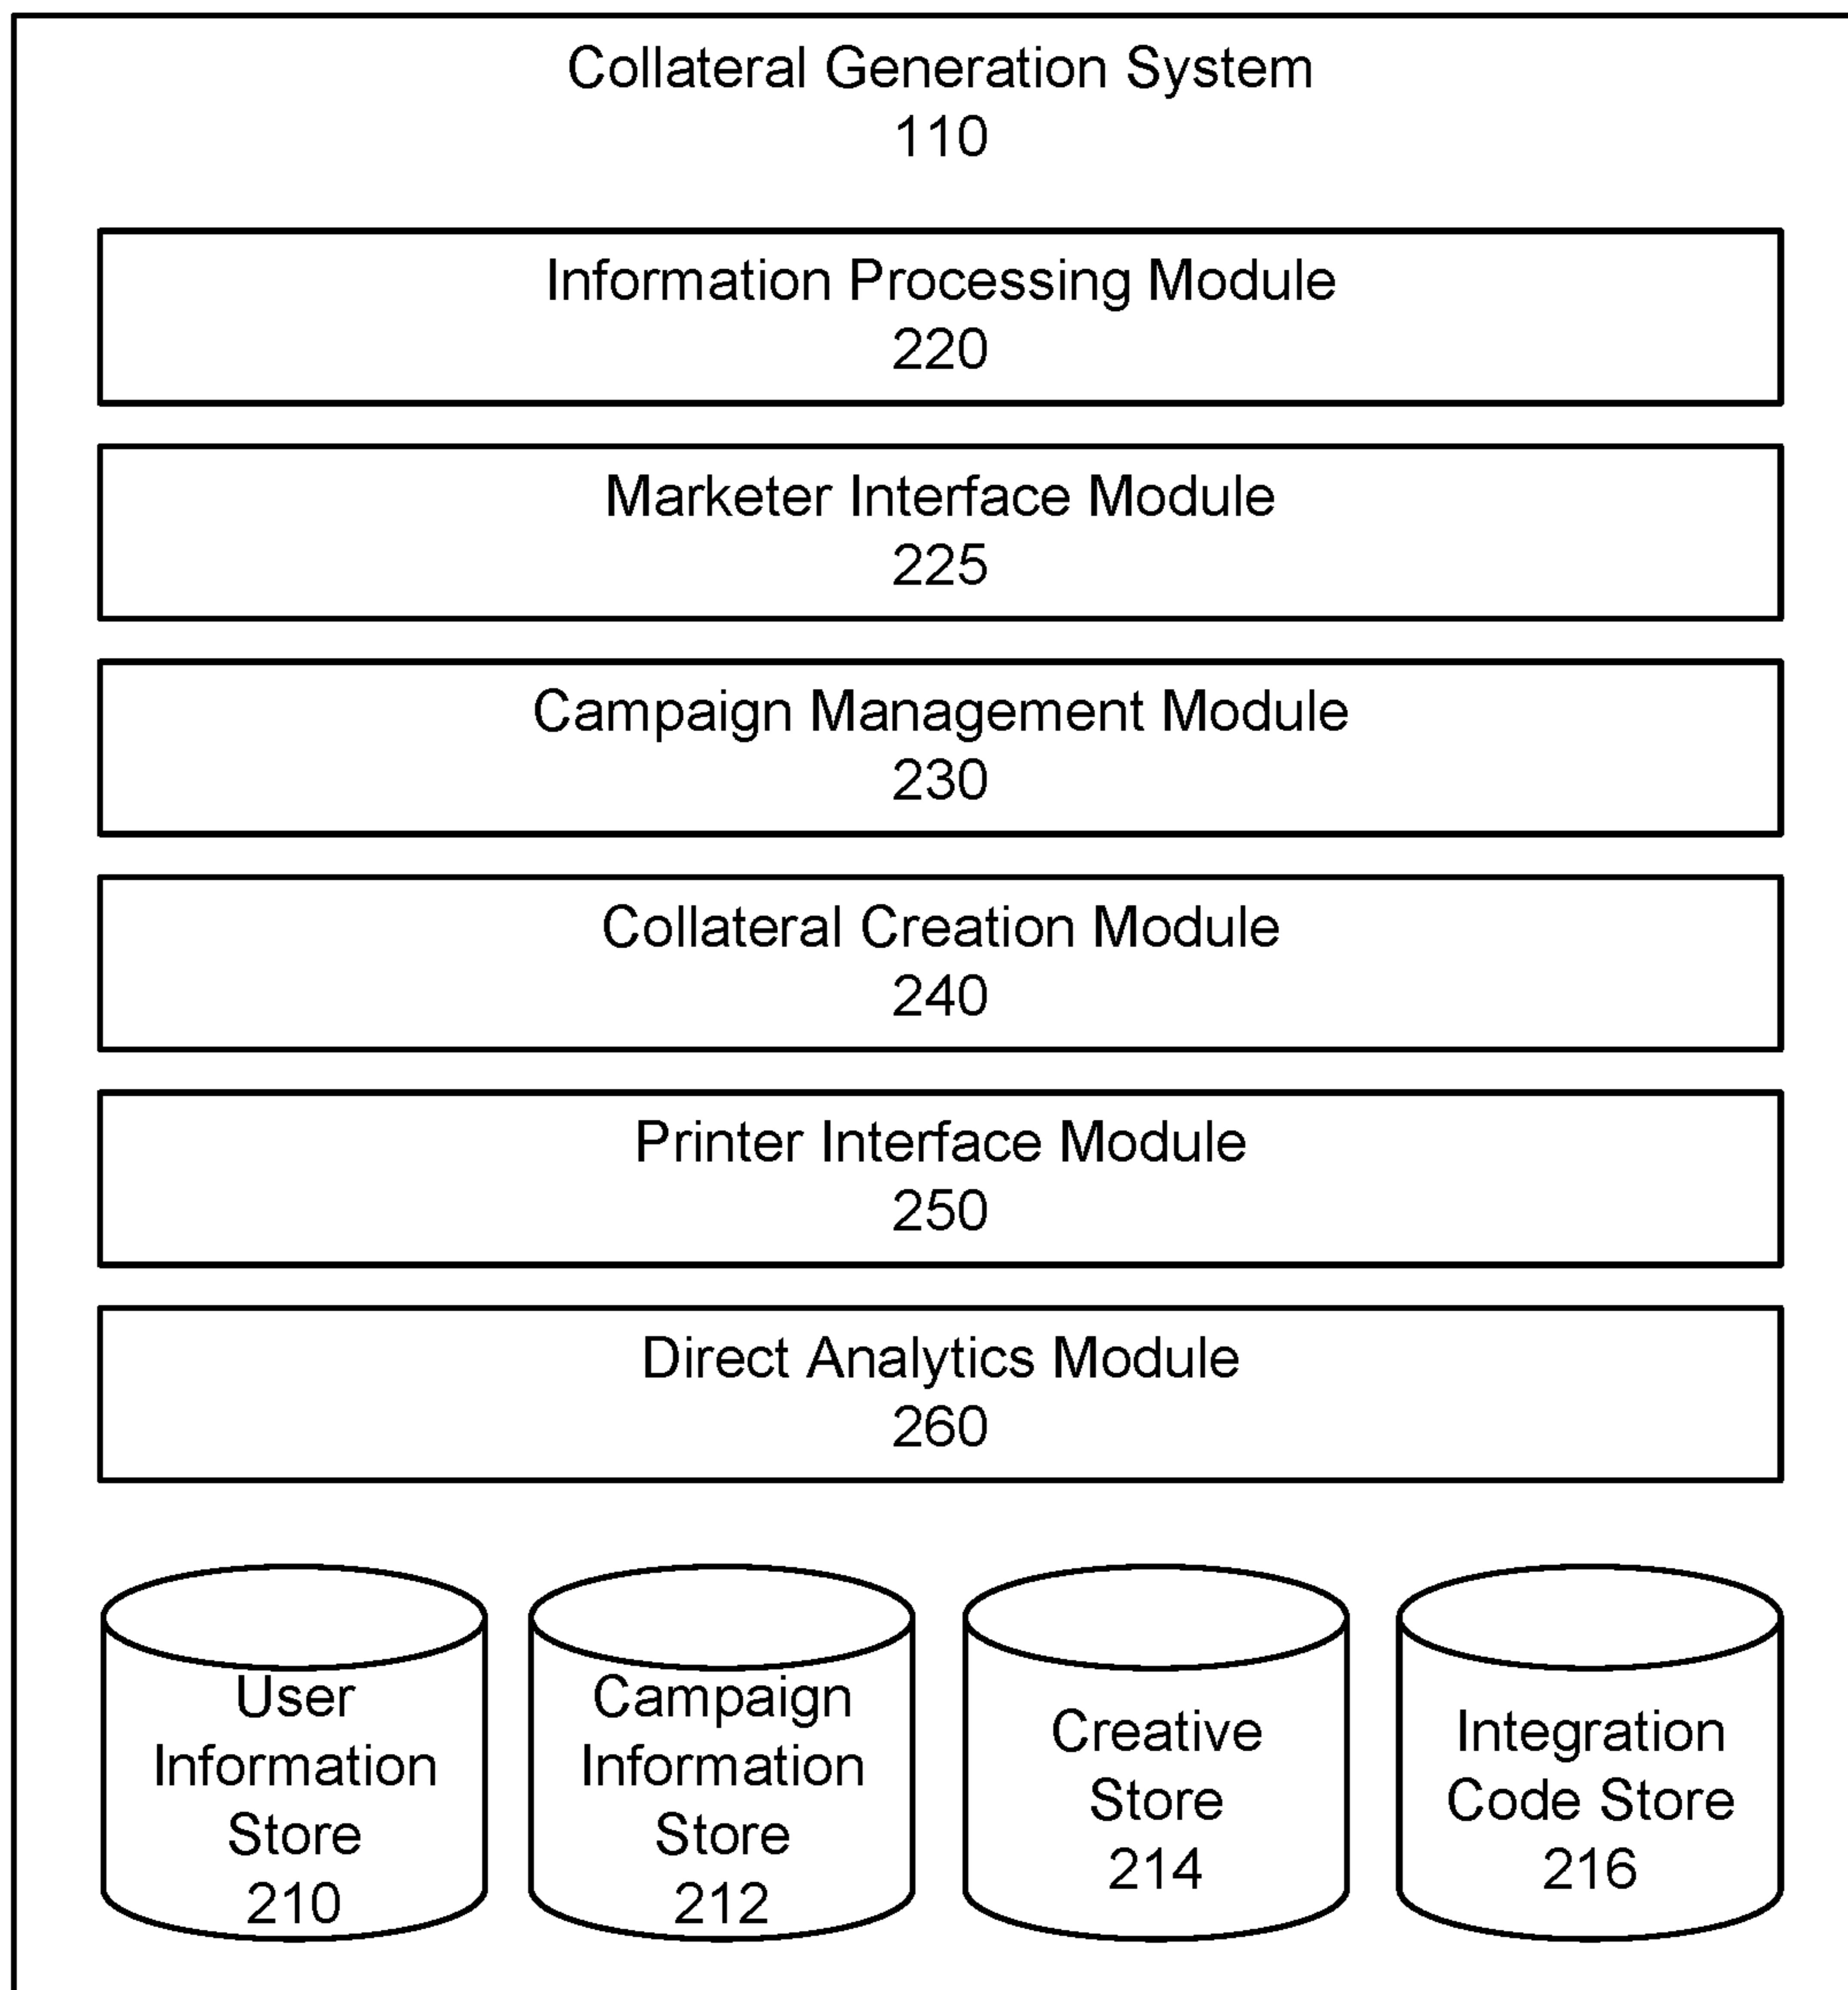 Collateral Generation System
110
Information Processing Module
220
Marketer Interface Module
225
Campaign Management Module
230
Collateral Creation Module
240
Printer Interface Module
250
Direct Analytics Module
260
User
Information
Store
210
Campaign
Information
Store
212
Creative
Store
214
Integration
Code Store
216